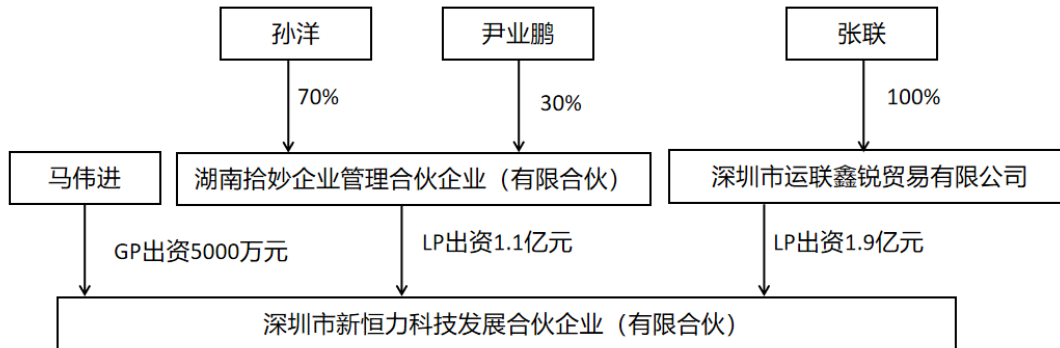 孙洋
尹业鹏
张联
70%
30%
100%
马伟进
湖南拾妙企业管理合伙企业（有限合伙）
深圳市运联鑫锐贸易有限公司
GP出资5000万元
LP出资1.1亿元
LP出资1.9亿元
深圳市新恒力科技发展合伙企业（有限合伙）